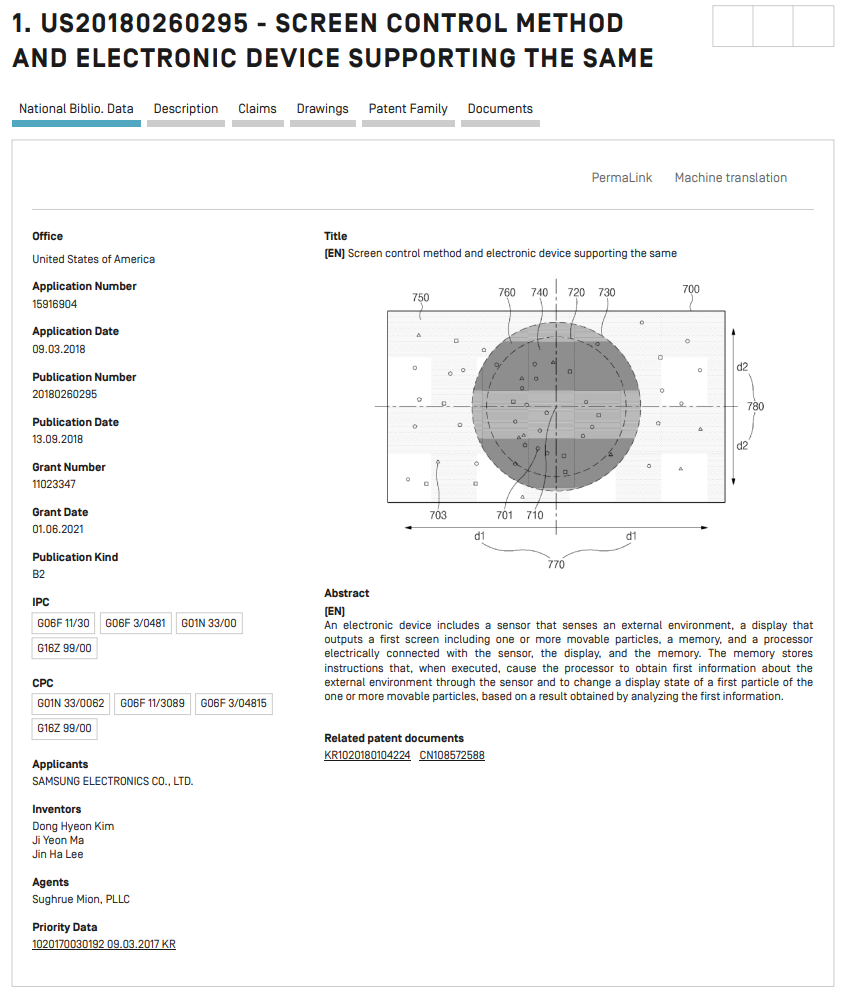 1. US20180260295 - SCREEN CONTROL METHOD
AND ELECTRONIC DEVICE SUPPORTING THE SAME
National Biblio. Data Description Claims Drawings Patent Family Documents
PermaLink Machine translation
Office
United States of America
Application Number
15916904
Application Date
09.03.2018
Publication Number
20180260295
Publication Date
13.09.2018
Grant Number
11023347
Grant Date
01.06.2021
Publication Kind
B2
IPC
G06F 11/30 G06F 3/0481 G01N 33/00
G16Z 99/00
CPC
G01N 33/0062 G06F 11/3089 G06F 3/04815
G16Z 99/00
Applicants
SAMSUNG ELECTRONICS CO., LTD.
Inventors
Dong Hyeon Kim
Ji Yeon Ma
Jin Ha Lee
Agents
Sughrue Mion, PLLC
Priority Data
1020170030192 09.03.2017 KR
Title
[EN] Screen control method and electronic device supporting the same
750 760 740 720 730 700
d2
780
d2
703 701 710
d1 d1
770
Abstract
[EN]
An electronic device includes a sensor that senses an external environment, a display that
outputs a first screen including one or more movable particles, a memory, and a processor
electrically connected with the sensor, the display, and the memory. The memory stores
instructions that, when executed, cause the processor to obtain first information about the
external environment through the sensor and to change a display state of a first particle of the
one or more movable particles, based on a result obtained by analyzing the first information.
Related patent documents
KR1020180104224 CN108572588